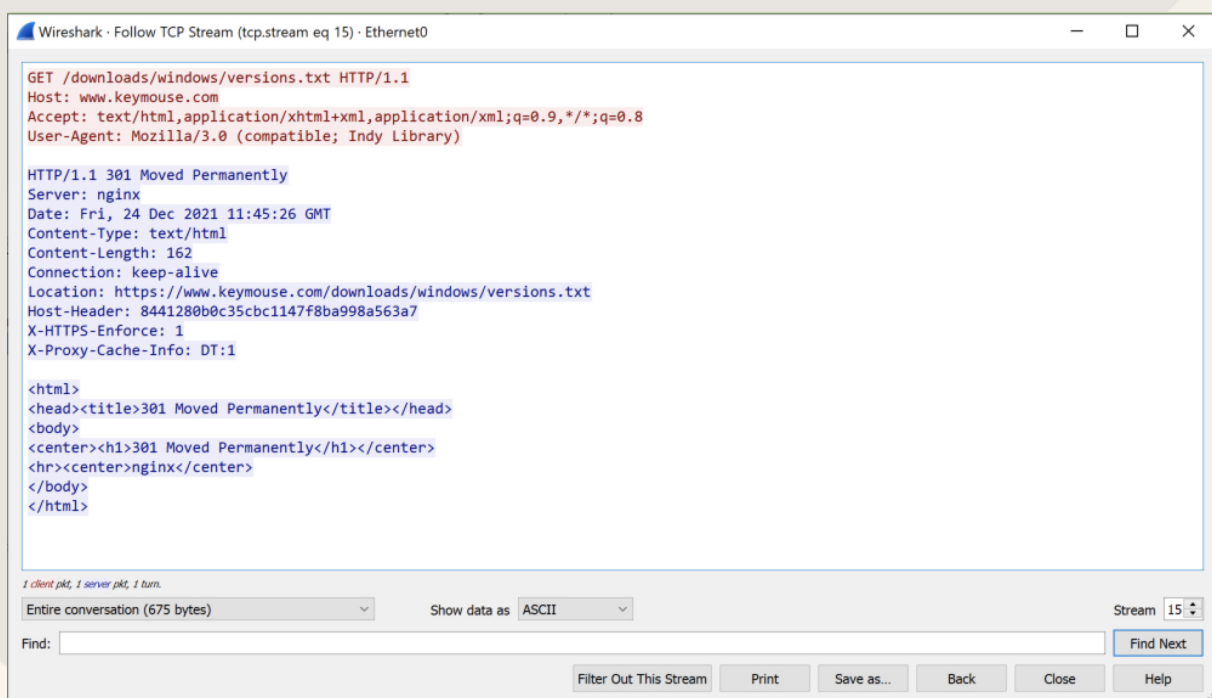 Wireshark · Follow TCP Stream (tcp.stream eq 15) · Ethernet0
GET /downloads/windows/versions.txt HTTP/1.1
Host: www.keymouse.com
Accept: text/html,application/xhtml+xml,application/xml;q=0.9,*/*;q=0.8
User-Agent: Mozilla/3.0 (compatible; Indy Library)
HTTP/1.1 301 Moved Permanently
Server: nginx
Date: Fri, 24 Dec 2021 11:45:26 GMT
Content-Type: text/html
Content-Length: 162
Connection: keep-alive
Location: https://www.keymouse.com/downloads/windows/versions.txt
Host-Header: 8441280b0c35cbc1147f8ba998a563a7
X-HTTPS-Enforce: 1
X-Proxy-Cache-Info: DT:1
<html>
<head><title>301 Moved Permanently</title></head>
<body>
<center><h1>301 Moved Permanently</h1></center>
<hr><center>nginx</center>
</body>
</html>
1 client pkt, 1 server pkt, 1 turn.
Entire conversation (675 bytes) Show data as ASCII Stream 15
Find: Find Next
Filter Out This Stream Print Save as... Back Close Help